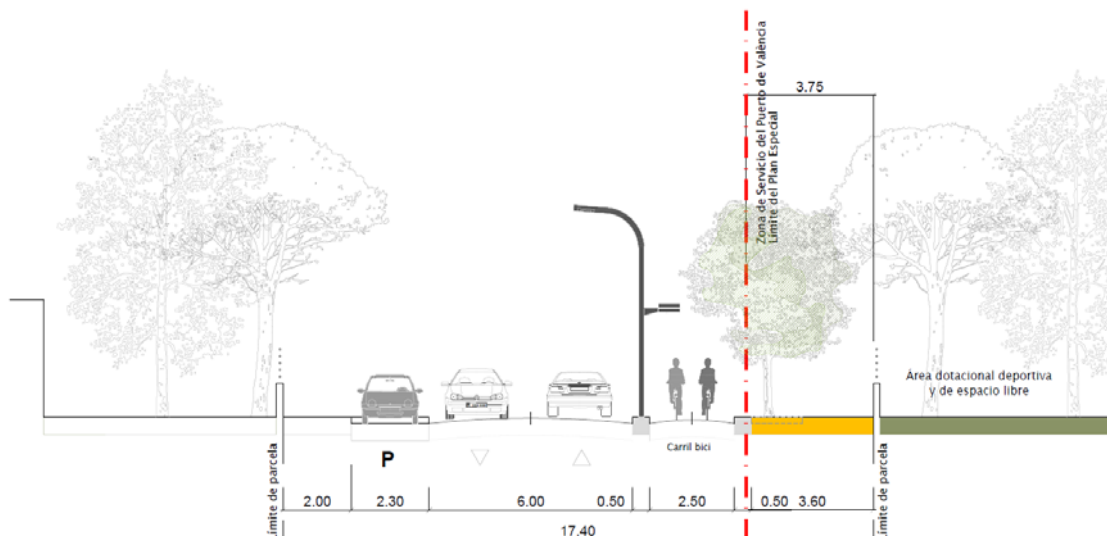 3.75
Zona de Servicio del Puerto de València
Límite del Plan Especial
Área dotacional deportiva
y de espacio libre
Carril bici
P
Límite de parcela
2.00
2.30
6.00
0.50
2.50
0.50
3.60
Límite de parcela
17.40